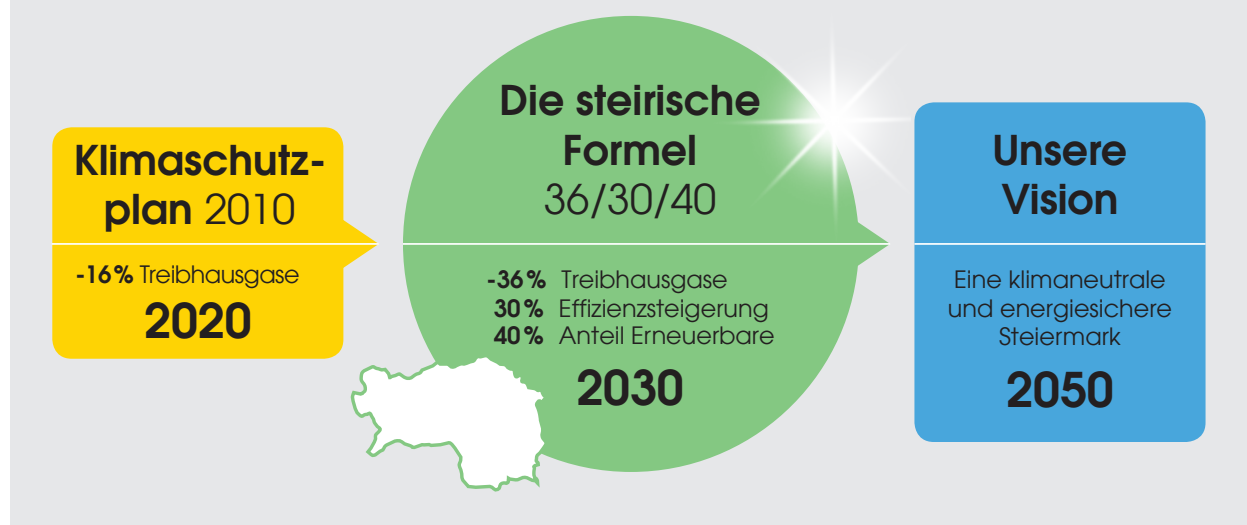 Klimaschutz-
plan 2010
-16% Treibhausgase
2020
Die steirische
Formel
36/30/40
-36% Treibhausgase
30% Effizienzsteigerung
40% Anteil Erneuerbare
2030
Unsere
Vision
Eine klimaneutrale
und energiesichere
Steiermark
2050